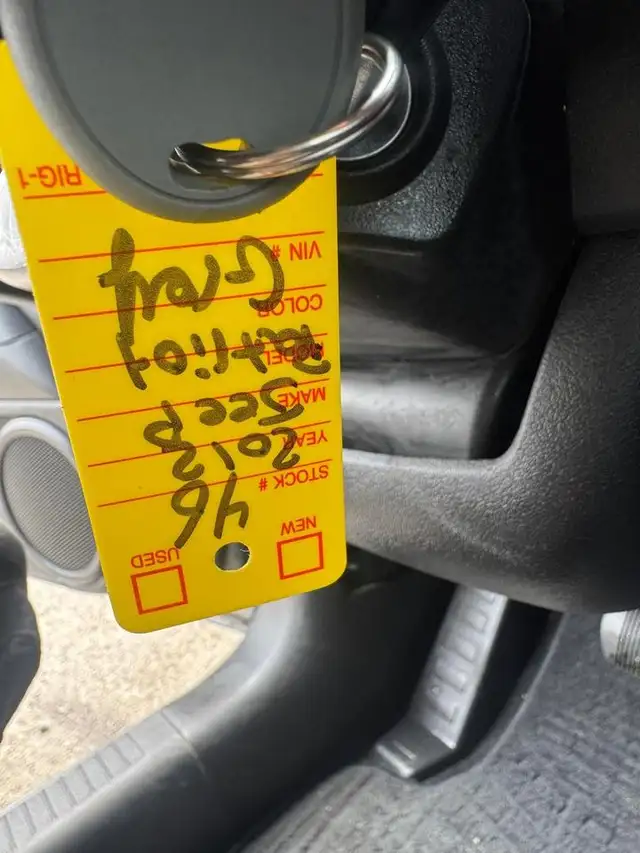 NEW USED
STOCK # 46
YEAR 2013
MAKE Jeep
MODEL Patriot
COLOR Grey
VIN #
RIG-1